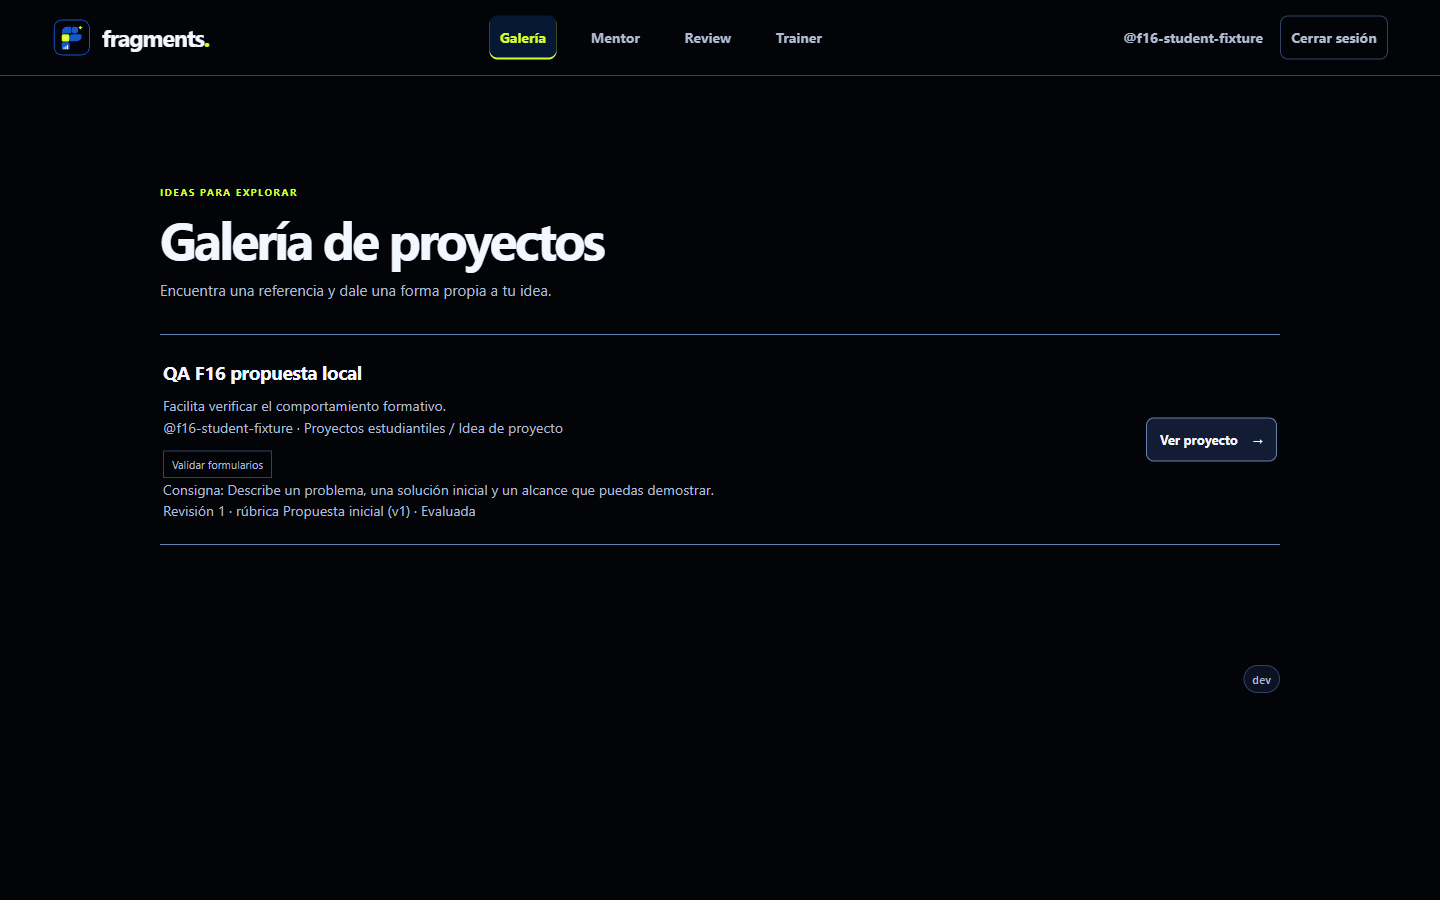 fragments.
Galería
Mentor
Review
Trainer
@f16-student-fixture
Cerrar sesión
IDEAS PARA EXPLORAR
Galería de proyectos
Encuentra una referencia y dale una forma propia a tu idea.
QA F16 propuesta local
Facilita verificar el comportamiento formativo.
@f16-student-fixture · Proyectos estudiantiles / Idea de proyecto
Validar formularios
Consigna: Describe un problema, una solución inicial y un alcance que puedas demostrar.
Revisión 1 · rúbrica Propuesta inicial (v1) · Evaluada
Ver proyecto →
dev